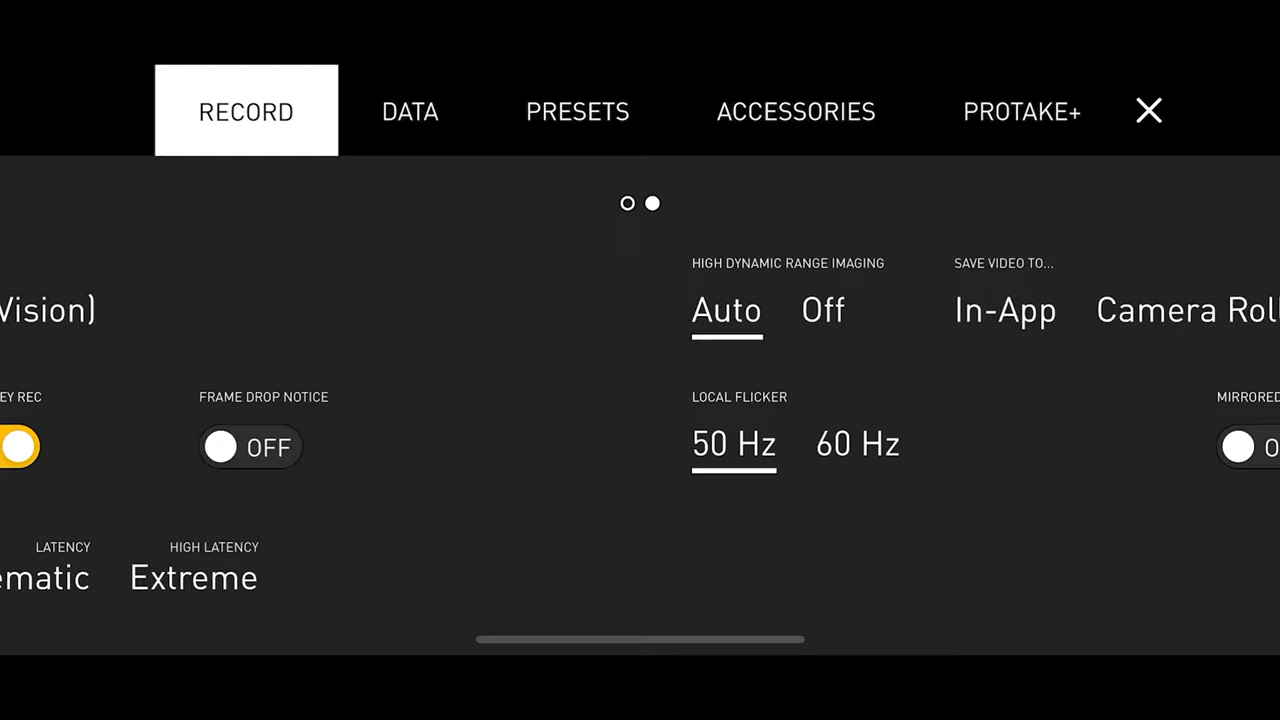 RECORD DATA PRESETS ACCESSORIES PROTAKE+
HIGH DYNAMIC RANGE IMAGING SAVE VIDEO TO...
Vision) Auto Off In-App Camera Roll
EY REC FRAME DROP NOTICE LOCAL FLICKER MIRRORED
OFF 50 Hz 60 Hz O
LATENCY HIGH LATENCY
ematic Extreme